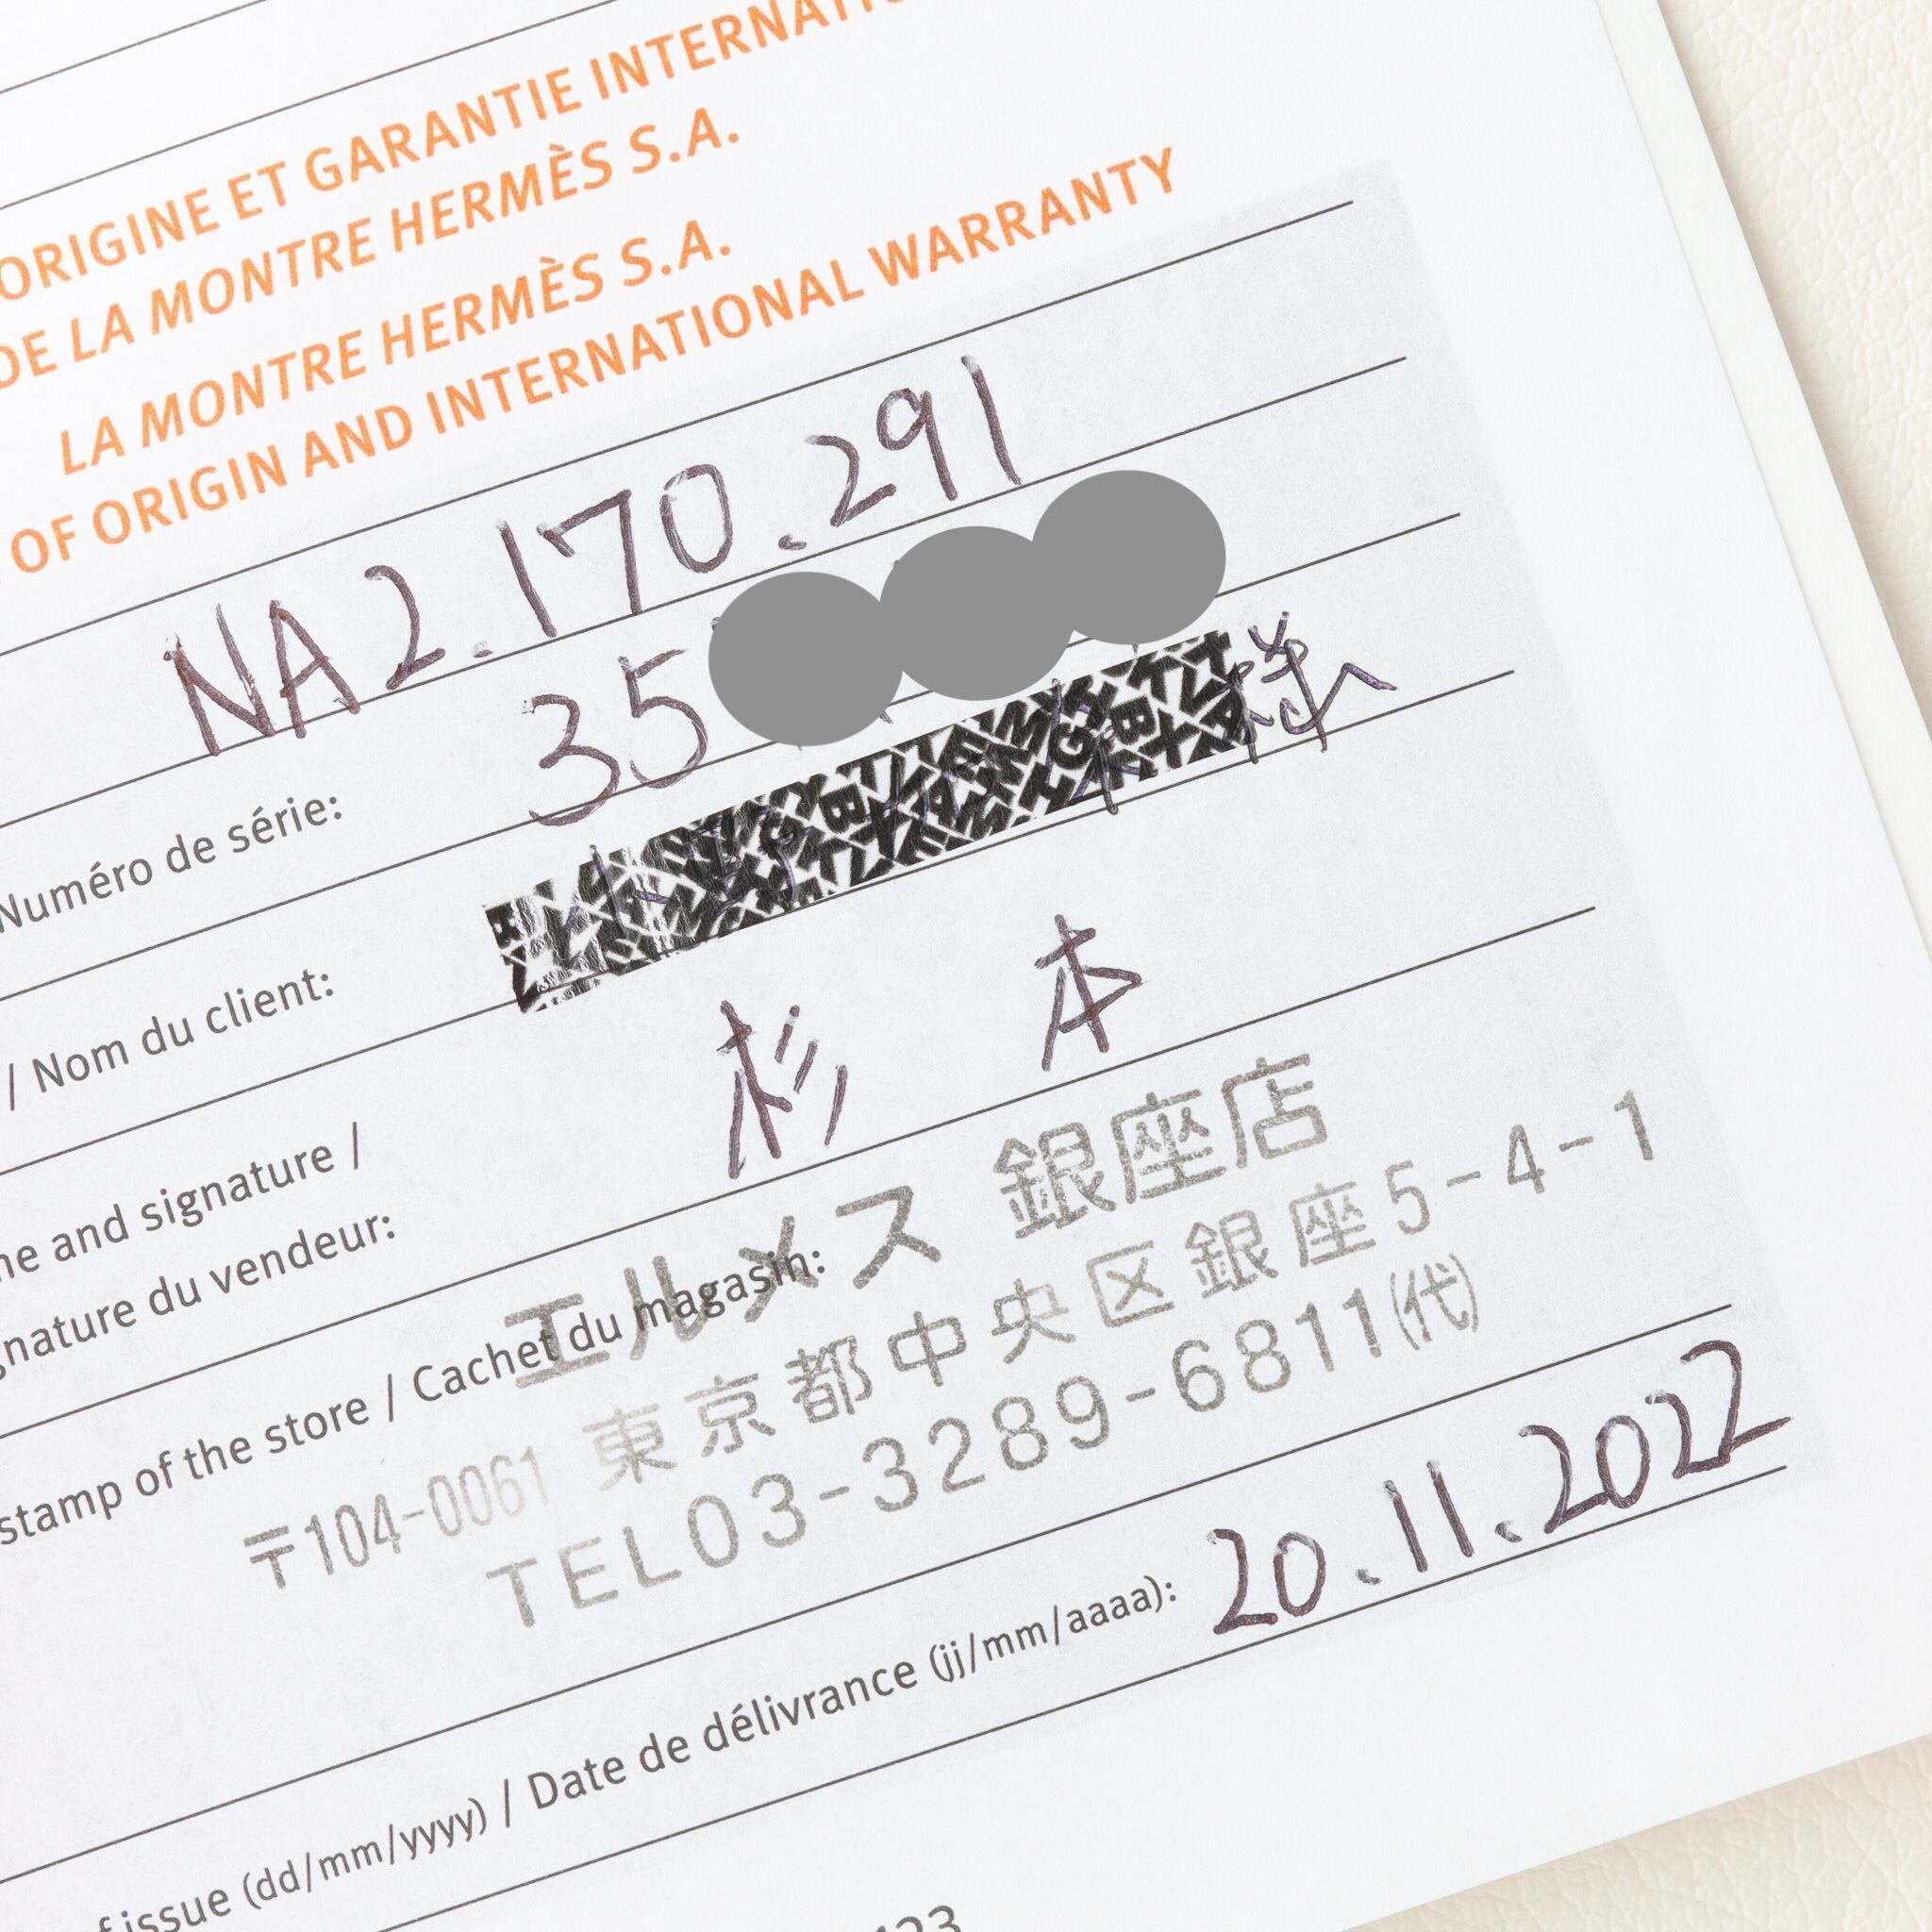 ORIGINE ET GARANTIE
DE LA MONTRE HERMÈS S.A.
LA MONTRE HERMÈS S.A.
OF ORIGIN AND INTERNATIONAL WARRANTY
NA2.170.291
Numéro de série: 35
/ Nom du client: 様
and signature /
du vendeur: 杉本
stamp of the store / Cachet du magasin:
エルメス 銀座店
〒104-0061 東京都中央区銀座5-4-1
TEL03-3289-6811(代)
issue (dd/mm/yyyy) / Date de délivrance (jj/mm/aaaa): 20.11.2022